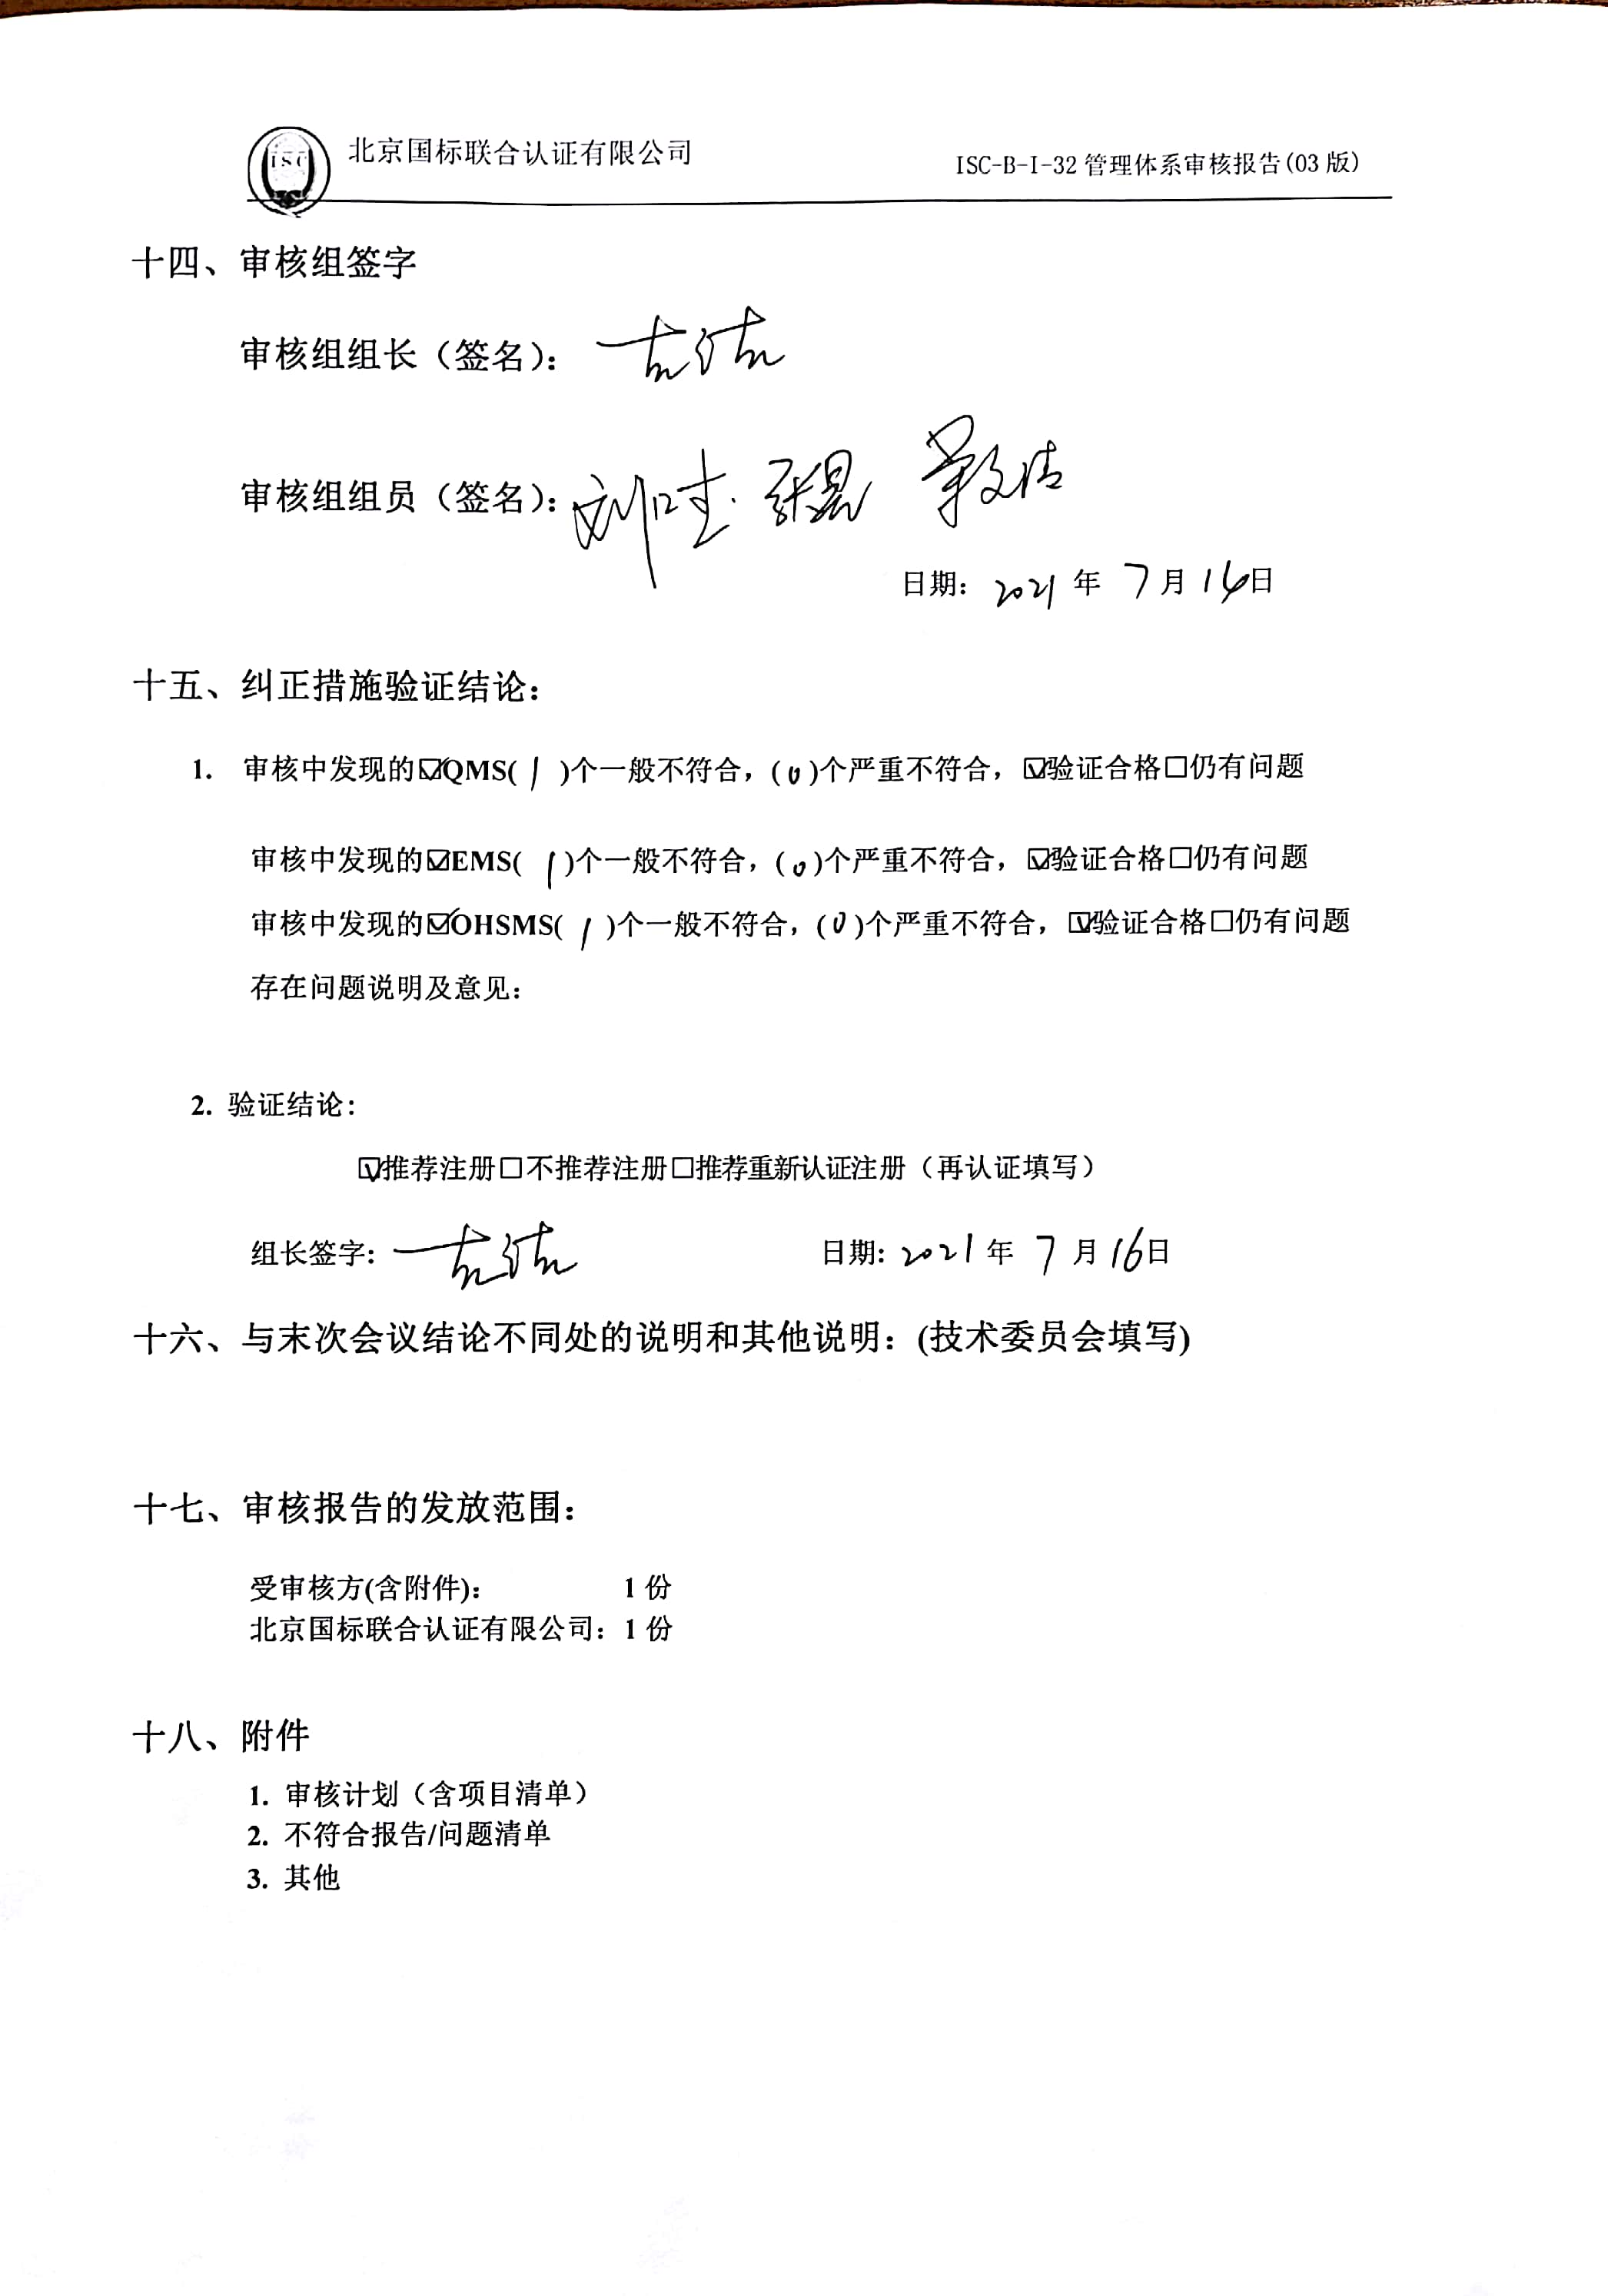 ISC
北京国标联合认证有限公司
ISC-B-I-32 管理体系审核报告(03 版)
十四、审核组签字
审核组组长（签名）：
审核组组员（签名）：
日期： 2021 年 7 月 14日
十五、纠正措施验证结论：
1. 审核中发现的☑QMS( 1 )个一般不符合，( 0 )个严重不符合，☑验证合格□仍有问题
审核中发现的☑EMS( 1 )个一般不符合，( 0 )个严重不符合，☑验证合格□仍有问题
审核中发现的☑OHSMS( 1 )个一般不符合，( 0 )个严重不符合，☑验证合格□仍有问题
存在问题说明及意见：
2. 验证结论：
☑推荐注册□不推荐注册□推荐重新认证注册（再认证填写）
组长签字： 日期: 2021 年 7 月 16日
十六、与末次会议结论不同处的说明和其他说明：(技术委员会填写)
十七、审核报告的发放范围：
受审核方(含附件)： 1 份
北京国标联合认证有限公司：1 份
十八、附件
1. 审核计划（含项目清单）
2. 不符合报告/问题清单
3. 其他